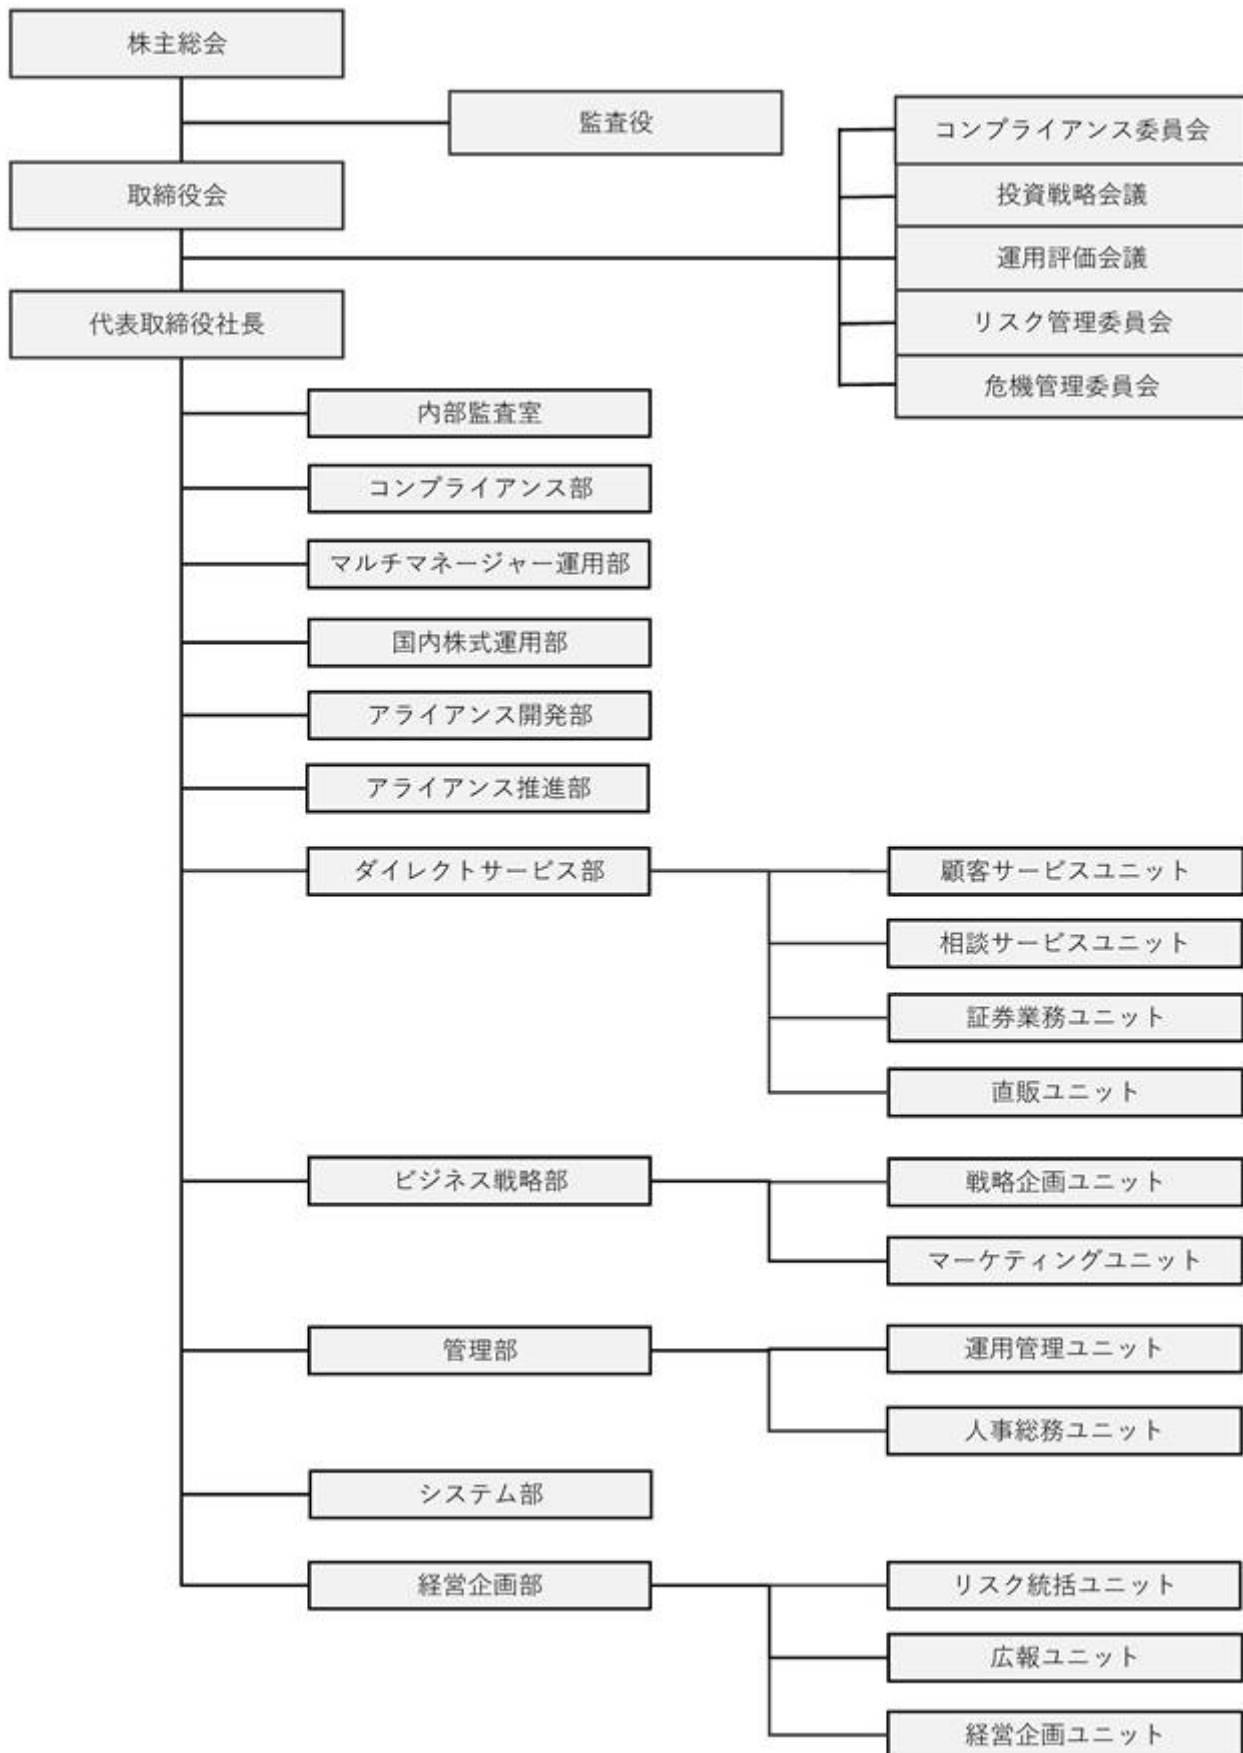 株主総会
監査役
コンプライアンス委員会
取締役会
投資戦略会議
運用評価会議
代表取締役社長
リスク管理委員会
危機管理委員会
内部監査室
コンプライアンス部
マルチマネージャー運用部
国内株式運用部
アライアンス開発部
アライアンス推進部
ダイレクトサービス部
顧客サービスユニット
相談サービスユニット
証券業務ユニット
直販ユニット
ビジネス戦略部
戦略企画ユニット
マーケティングユニット
管理部
運用管理ユニット
人事総務ユニット
システム部
経営企画部
リスク統括ユニット
広報ユニット
経営企画ユニット